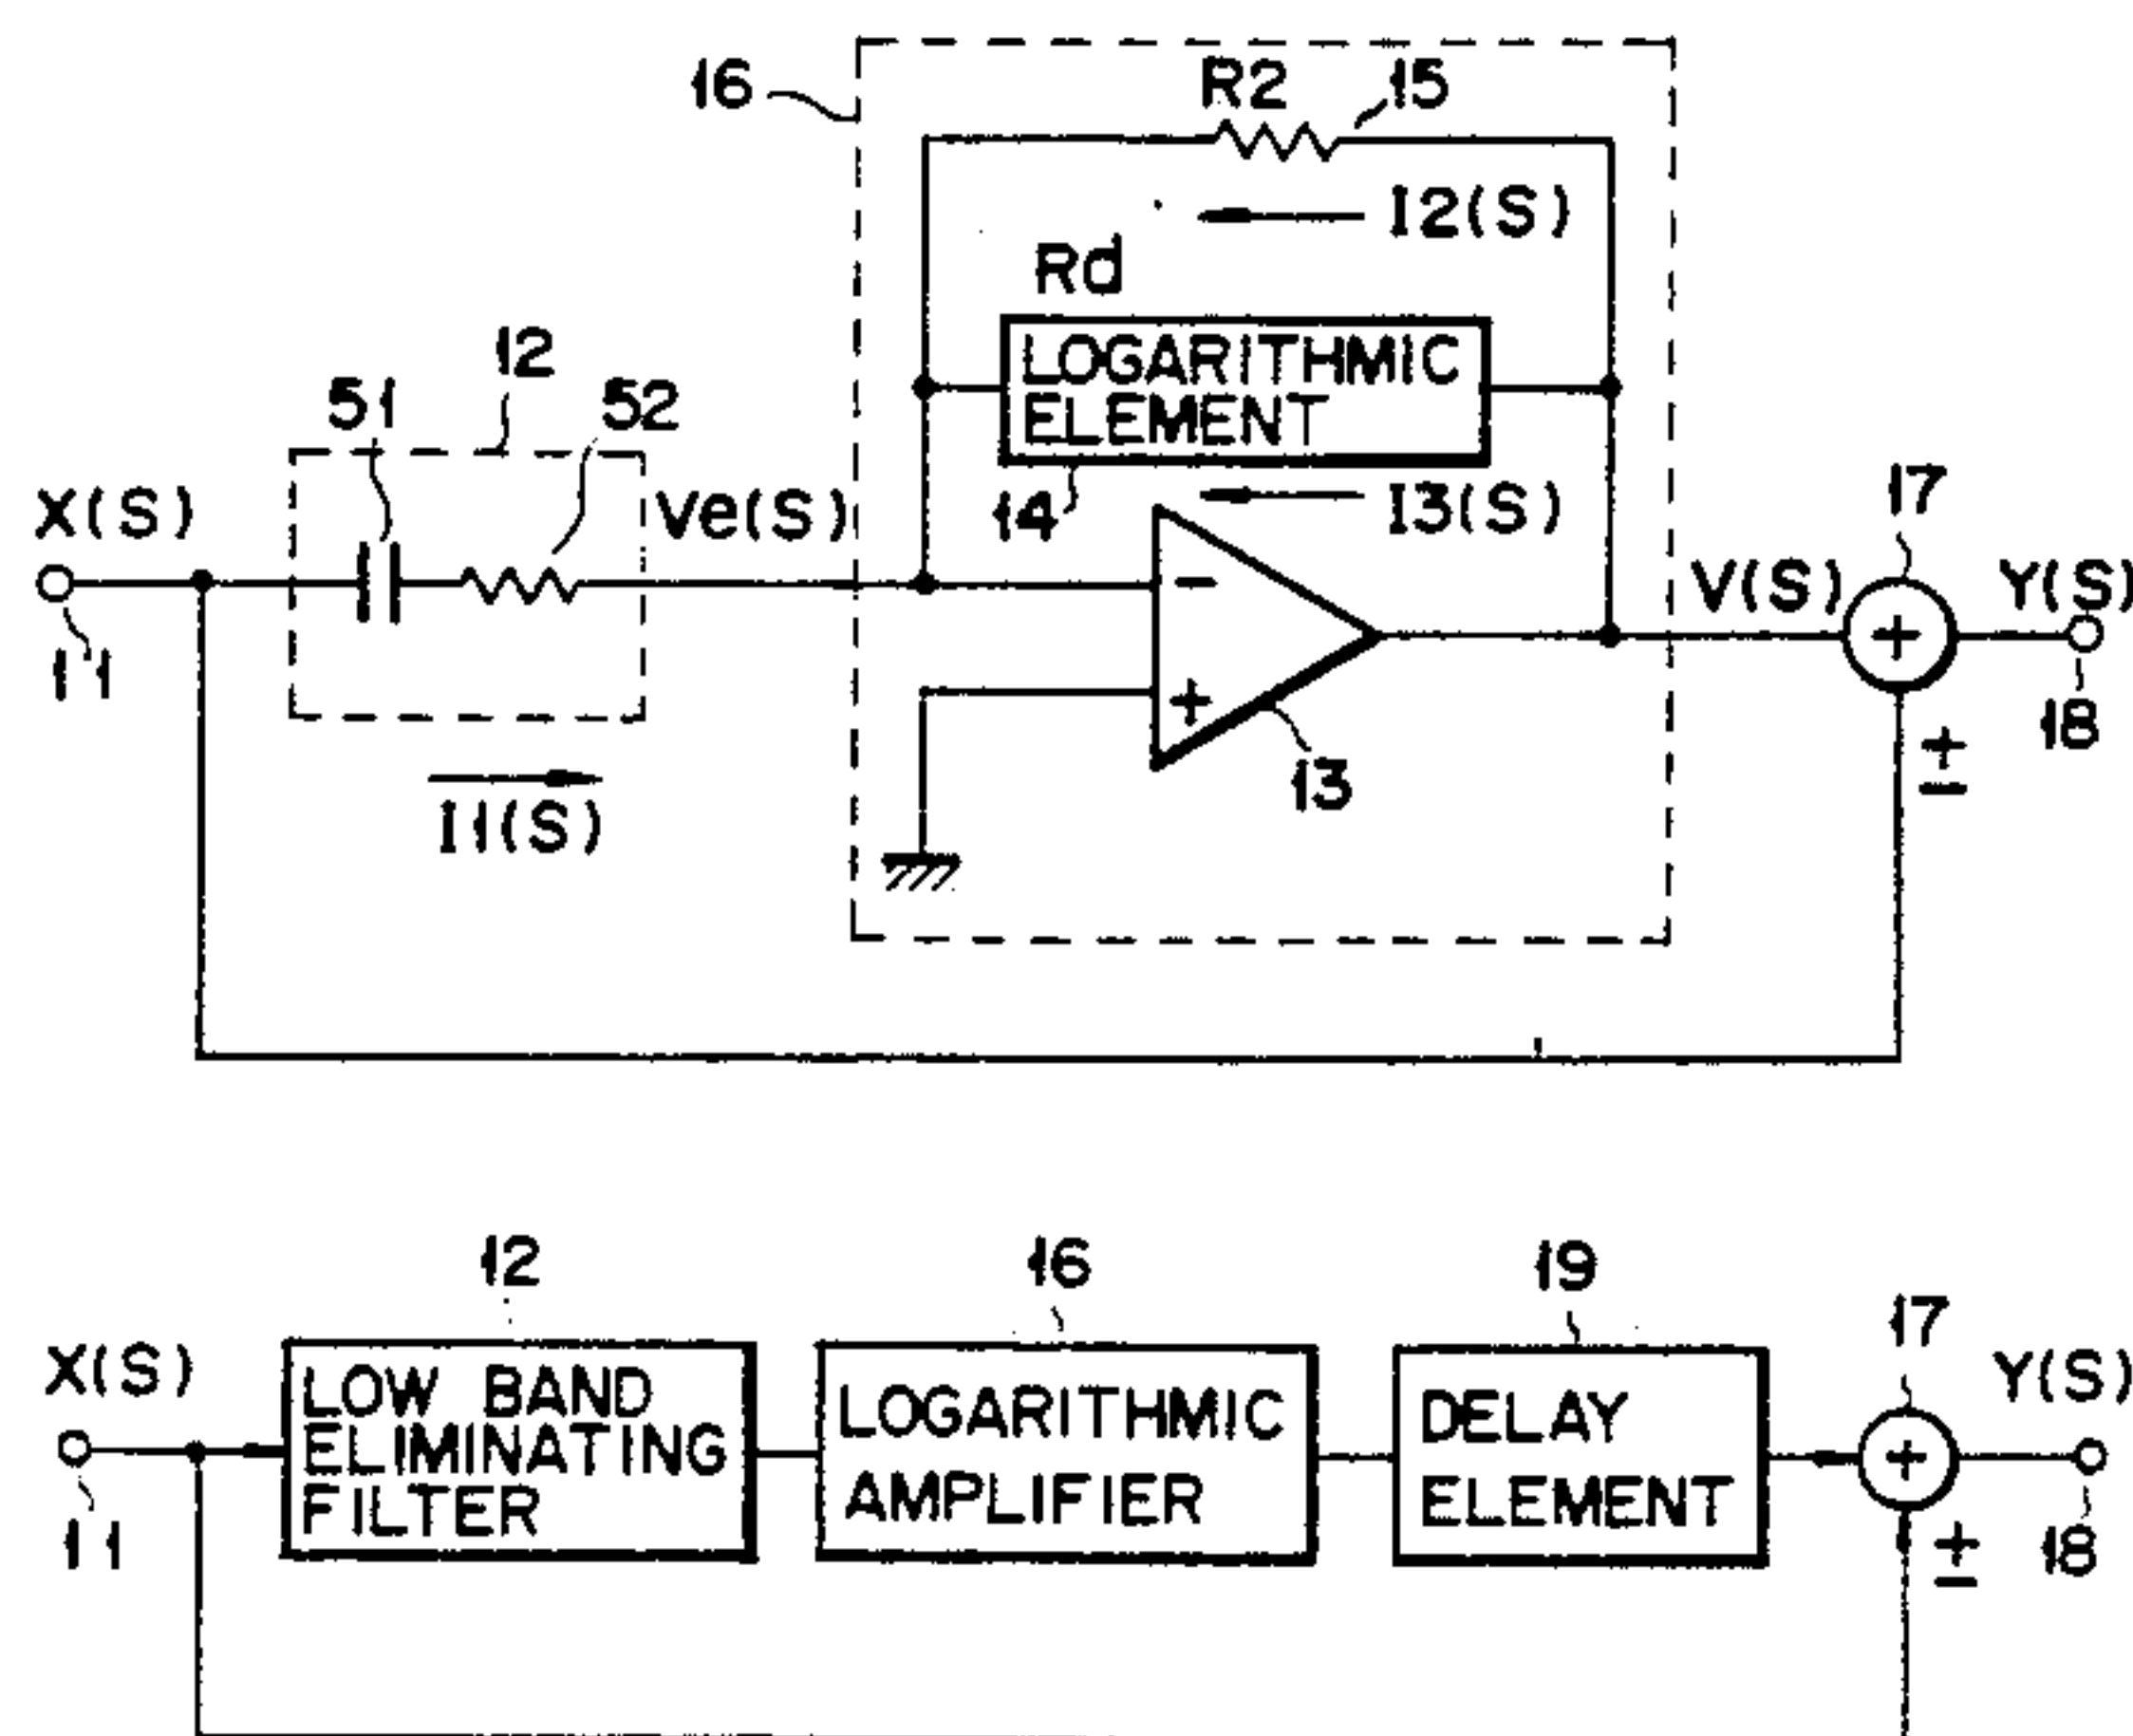 16
R2
15
I2(S)
Rd
LOGARITHMIC
ELEMENT
12
51
52
X(S)
Ve(S)
14
I3(S)
17
V(S)
Y(S)
-
+
+
11
13
±
18
I1(S)
12
16
19
17
X(S)
Y(S)
LOW BAND
ELIMINATING
FILTER
LOGARITHMIC
AMPLIFIER
DELAY
ELEMENT
+
11
±
18